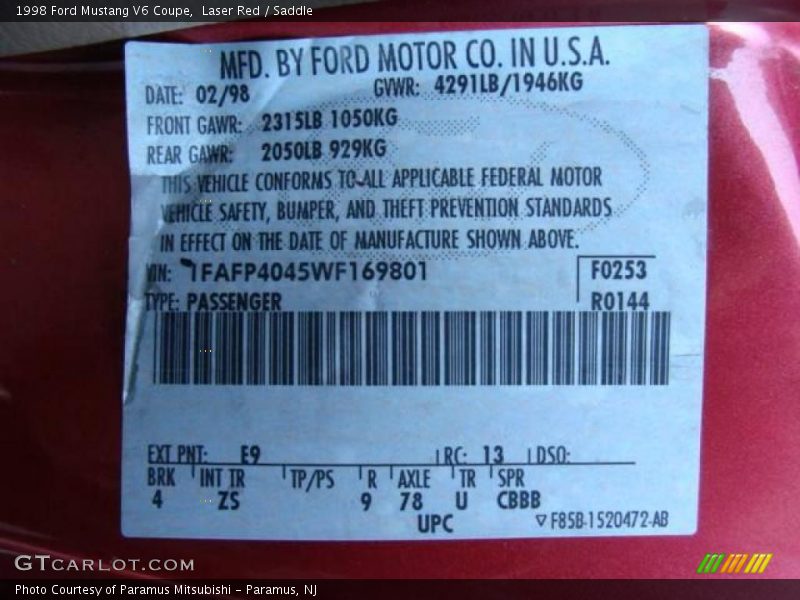 1998 Ford Mustang V6 Coupe,  Laser Red / Saddle
MFD. BY FORD MOTOR CO. IN U.S.A.
DATE: 02/98 GVWR: 4291LB/1946KG
FRONT GAWR: 2315LB 1050KG
REAR GAWR: 2050LB 929KG
THIS VEHICLE CONFORMS TO ALL APPLICABLE FEDERAL MOTOR
VEHICLE SAFETY, BUMPER, AND THEFT PREVENTION STANDARDS
IN EFFECT ON THE DATE OF MANUFACTURE SHOWN ABOVE.
VIN: 1FAFP4045WF169801 F0253
TYPE: PASSENGER R0144
EXT PNT: E9 RC: 13 DSO:
BRK INT TR TP/PS R AXLE TR SPR
4 ZS 9 78 U CBBB
UPC F85B-1520472-AB
GTCARLOT.COM
Photo Courtesy of Paramus Mitsubishi - Paramus, NJ